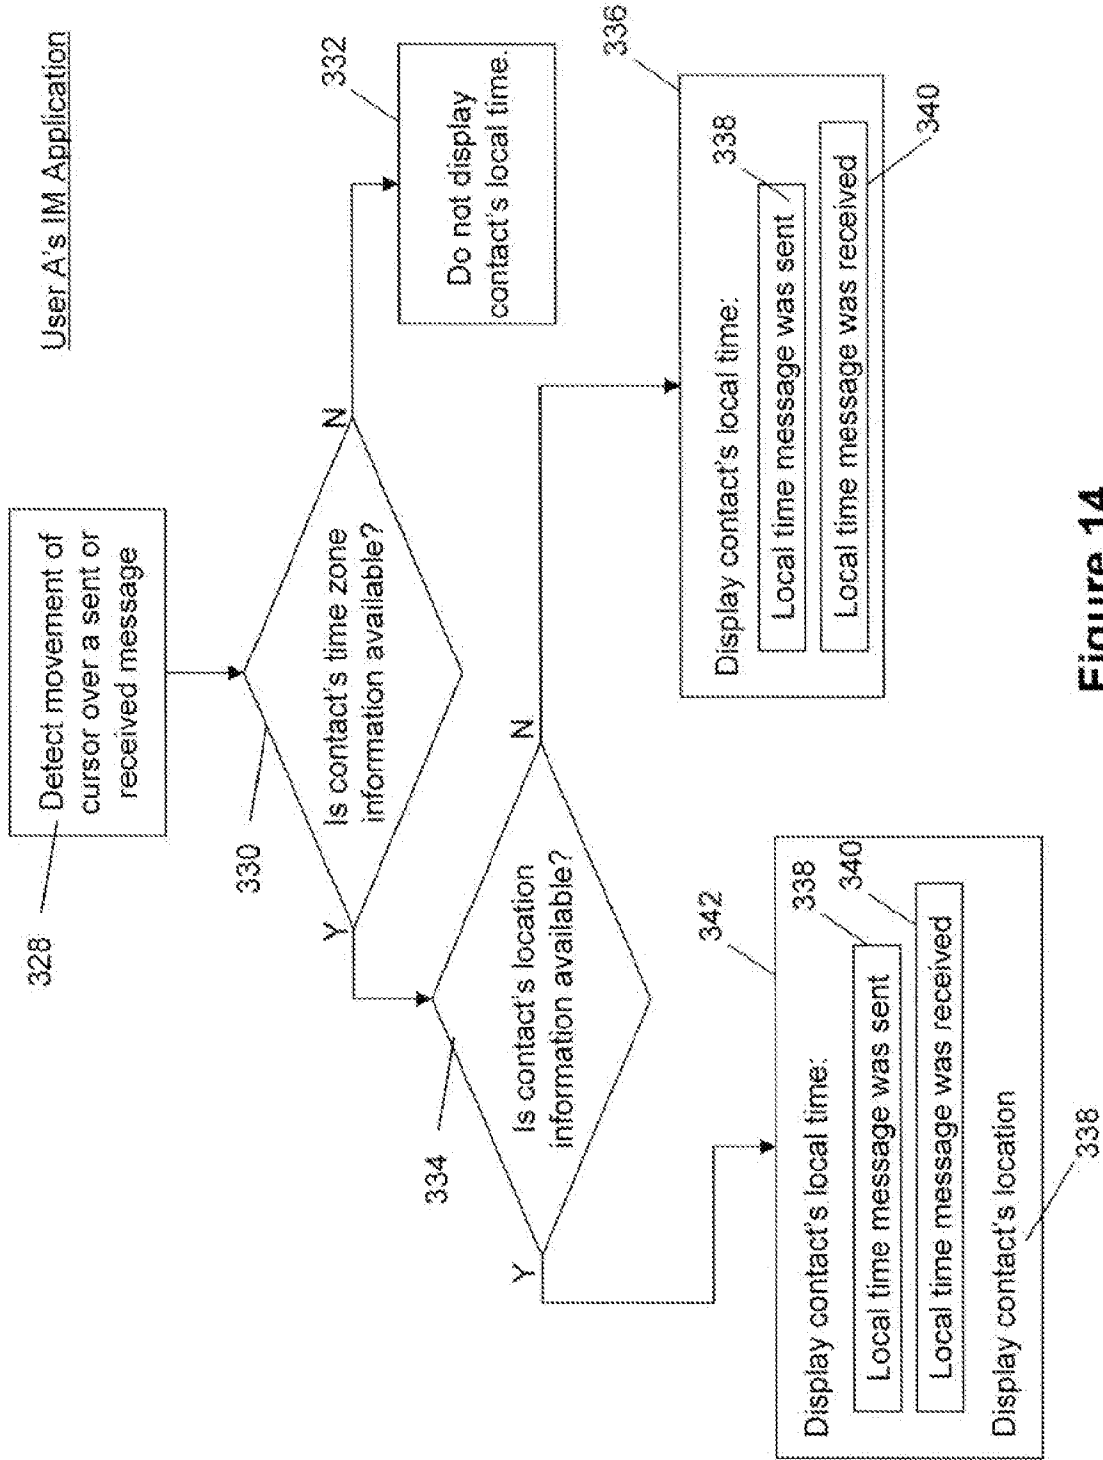 User A's IM Application
328
Detect movement of
cursor over a sent or
received message
330
Is contact's time zone
information available?
Y
N
332
Do not display
contact's local time.
334
Is contact's location
information available?
Y
N
336
Display contact's local time:
338
Local time message was sent
Local time message was received
340
342
Display contact's local time:
338
Local time message was sent
340
Local time message was received
Display contact's location
338
Figure 14